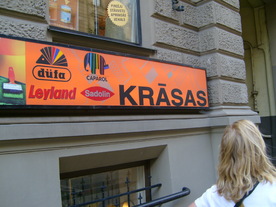 düfa
CAPAROL
Leyland
Sadolin
KRĀSAS